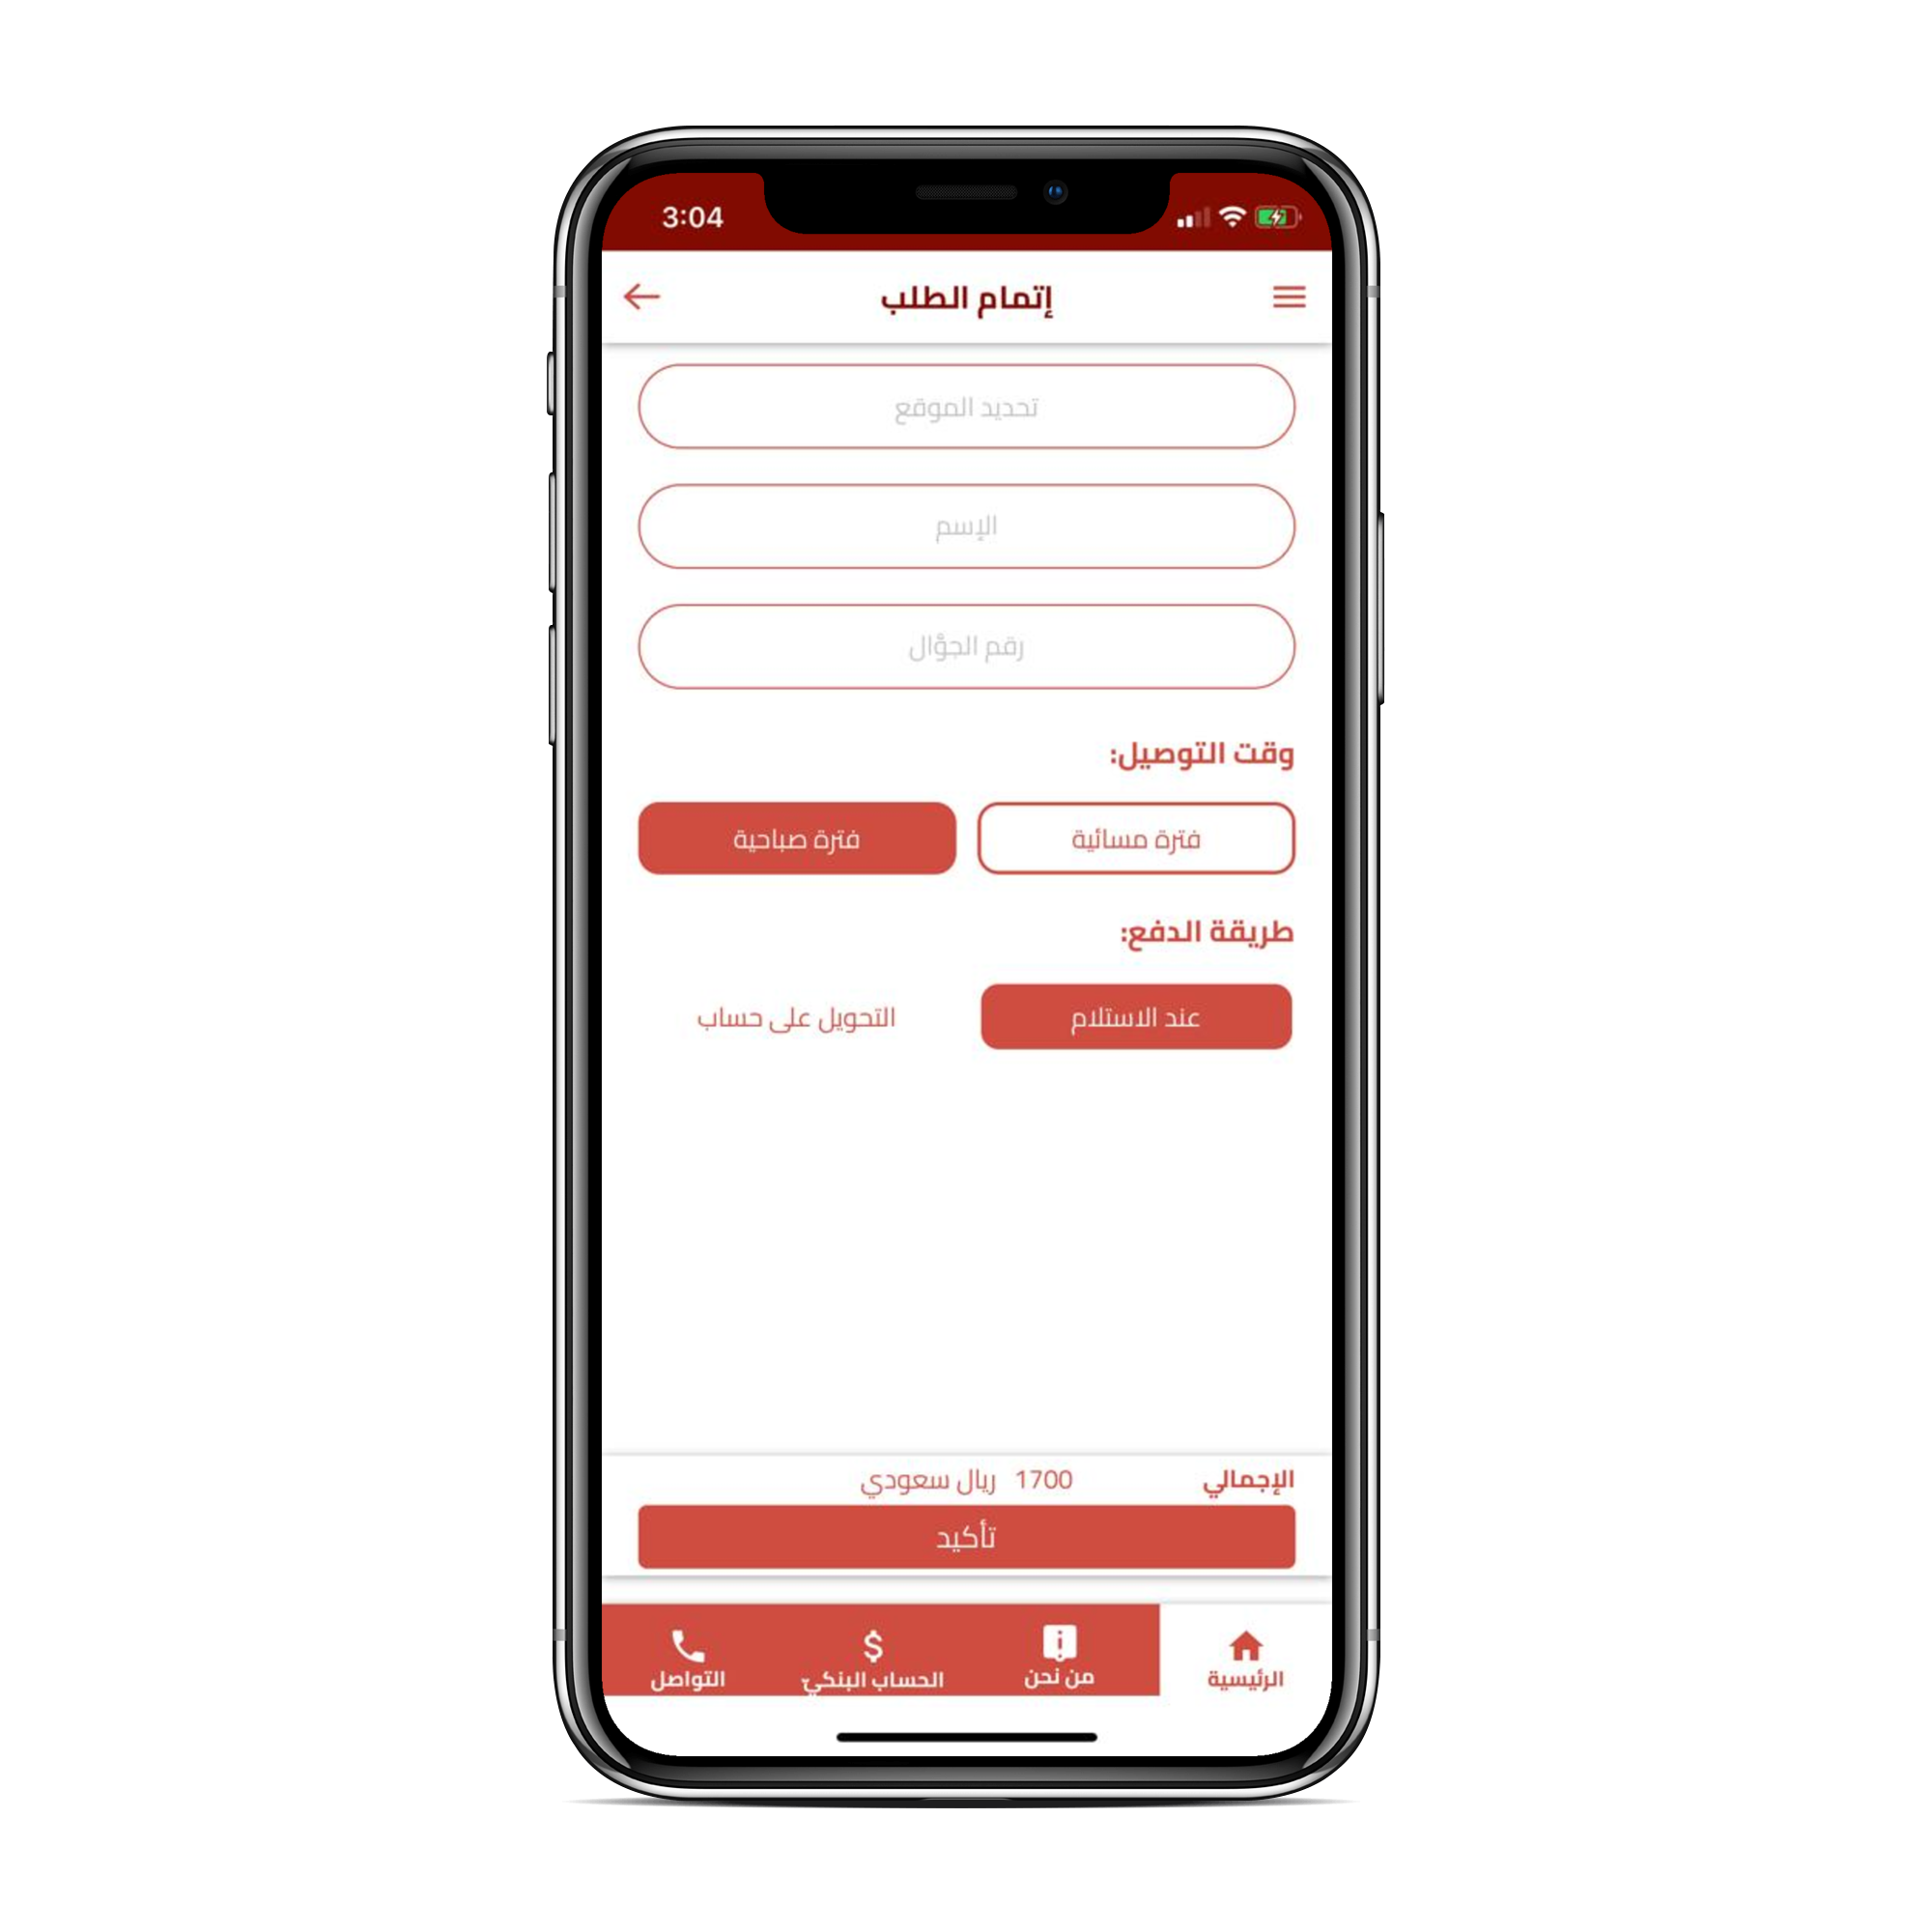 3:04
إتمام الطلب
تحديد الموقع
الإسم
رقم الجوَّال
وقت التوصيل:
فترة مسائية
فترة صباحية
طريقة الدفع:
عند الاستلام
التحويل على حساب
الإجمالي 1700 ريال سعودي
تأكيد
الرئيسية
من نحن
الحساب البنكيّ
التواصل